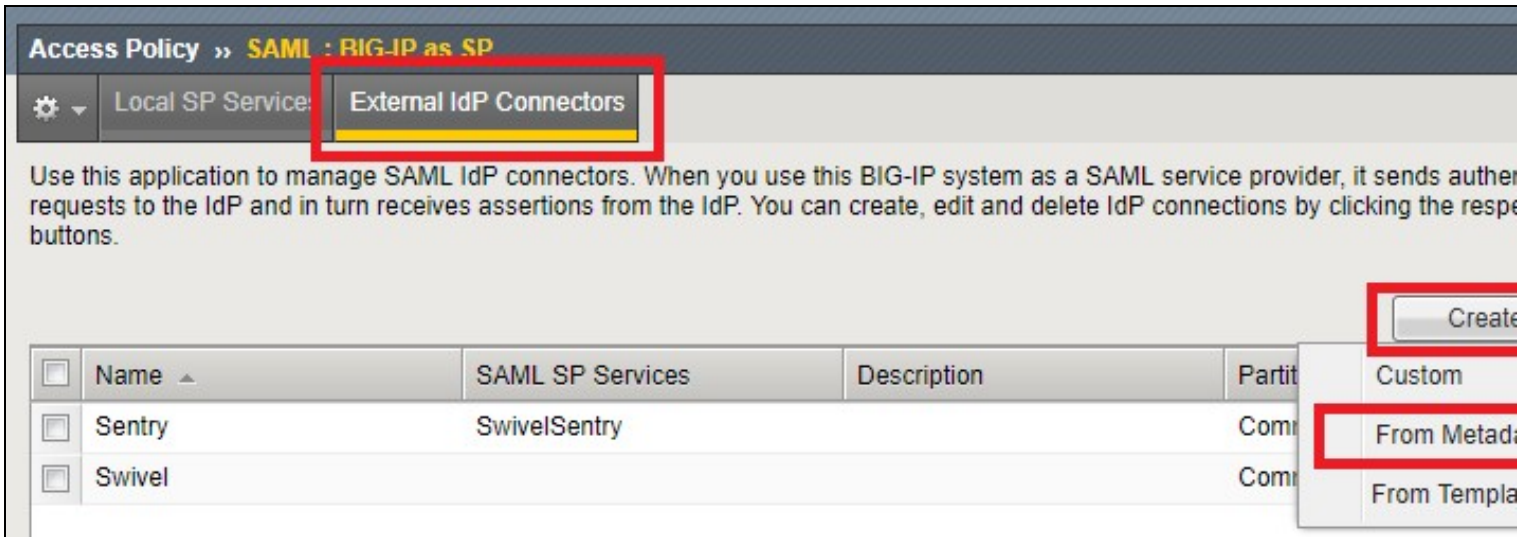 Access Policy ›› SAML : BIG-IP as SP
Local SP Services External IdP Connectors
Use this application to manage SAML IdP connectors. When you use this BIG-IP system as a SAML service provider, it sends auther
requests to the IdP and in turn receives assertions from the IdP. You can create, edit and delete IdP connections by clicking the respe
buttons.
Create
Name SAML SP Services Description Partit
Custom
Sentry SwivelSentry Com
From Metada
Swivel Com
From Templa